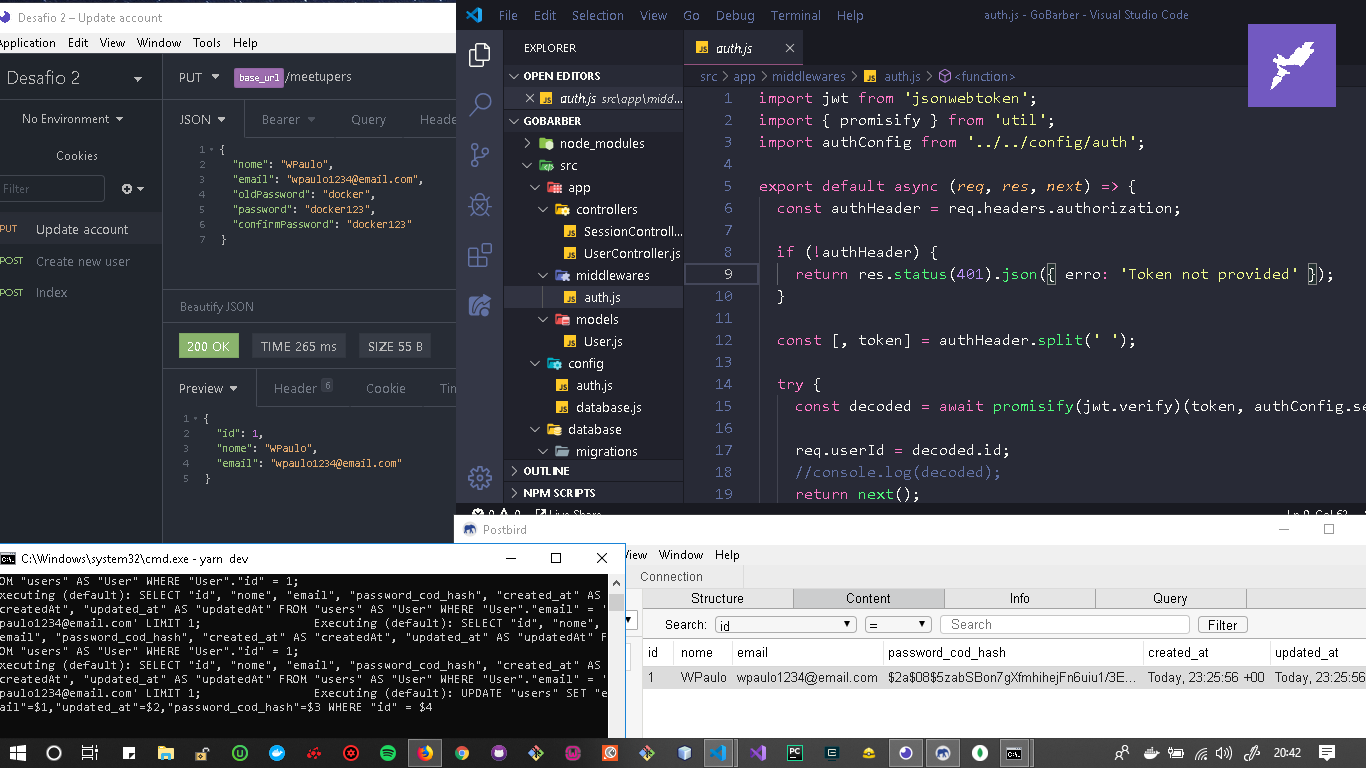 Desafio 2 – Update account
Application Edit View Window Tools Help
Desafio 2
No Environment
Cookies
Filter
PUT Update account
POST Create new user
POST Index
PUT base_url/meetupers
JSON Bearer Query Heade
1 {
2 "nome": "WPaulo",
3 "email": "wpaulo1234@email.com",
4 "oldPassword": "docker",
5 "password": "docker123",
6 "confirmPassword": "docker123"
7 }
Beautify JSON
200 OK TIME 265 ms SIZE 55 B
Preview Header 6 Cookie Tin
1 {
2 "id": 1,
3 "nome": "WPaulo",
4 "email": "wpaulo1234@email.com"
5 }
File Edit Selection View Go Debug Terminal Help
auth.js - GoBarber - Visual Studio Code
EXPLORER
OPEN EDITORS
auth.js src\app\midd...
GOBARBER
node_modules
src
app
controllers
SessionControll...
UserController.js
middlewares
auth.js
models
User.js
config
auth.js
database.js
database
migrations
OUTLINE
NPM SCRIPTS
auth.js
src > app > middlewares > auth.js > <function>
1 import jwt from 'jsonwebtoken';
2 import { promisify } from 'util';
3 import authConfig from '../../config/auth';
4
5 export default async (req, res, next) => {
6 const authHeader = req.headers.authorization;
7
8 if (!authHeader) {
9 return res.status(401).json({ erro: 'Token not provided' });
10 }
11
12 const [, token] = authHeader.split(' ');
13
14 try {
15 const decoded = await promisify(jwt.verify)(token, authConfig.se
16
17 req.userId = decoded.id;
18 //console.log(decoded);
19 return next();
C:\Windows\system32\cmd.exe - yarn dev
OM "users" AS "User" WHERE "User"."id" = 1;
xecuting (default): SELECT "id", "nome", "email", "password_cod_hash", "created_at" AS
createdAt", "updated_at" AS "updatedAt" FROM "users" AS "User" WHERE "User"."email" = '
paulo1234@email.com' LIMIT 1; Executing (default): SELECT "id", "nome",
email", "password_cod_hash", "created_at" AS "createdAt", "updated_at" AS "updatedAt" F
OM "users" AS "User" WHERE "User"."id" = 1;
xecuting (default): SELECT "id", "nome", "email", "password_cod_hash", "created_at" AS
createdAt", "updated_at" AS "updatedAt" FROM "users" AS "User" WHERE "User"."email" = '
paulo1234@email.com' LIMIT 1; Executing (default): UPDATE "users" SET "e
ail"=$1,"updated_at"=$2,"password_cod_hash"=$3 WHERE "id" = $4
Postbird
View Window Help
Connection
Structure Content Info Query
Search: id = Search Filter
id nome email password_cod_hash created_at updated_at
1 WPaulo wpaulo1234@email.com $2a$08$5zabSBon7gXfmhihejFn6uiu1/3E... Today, 23:25:56 +00 Today, 23:25:56
20:42